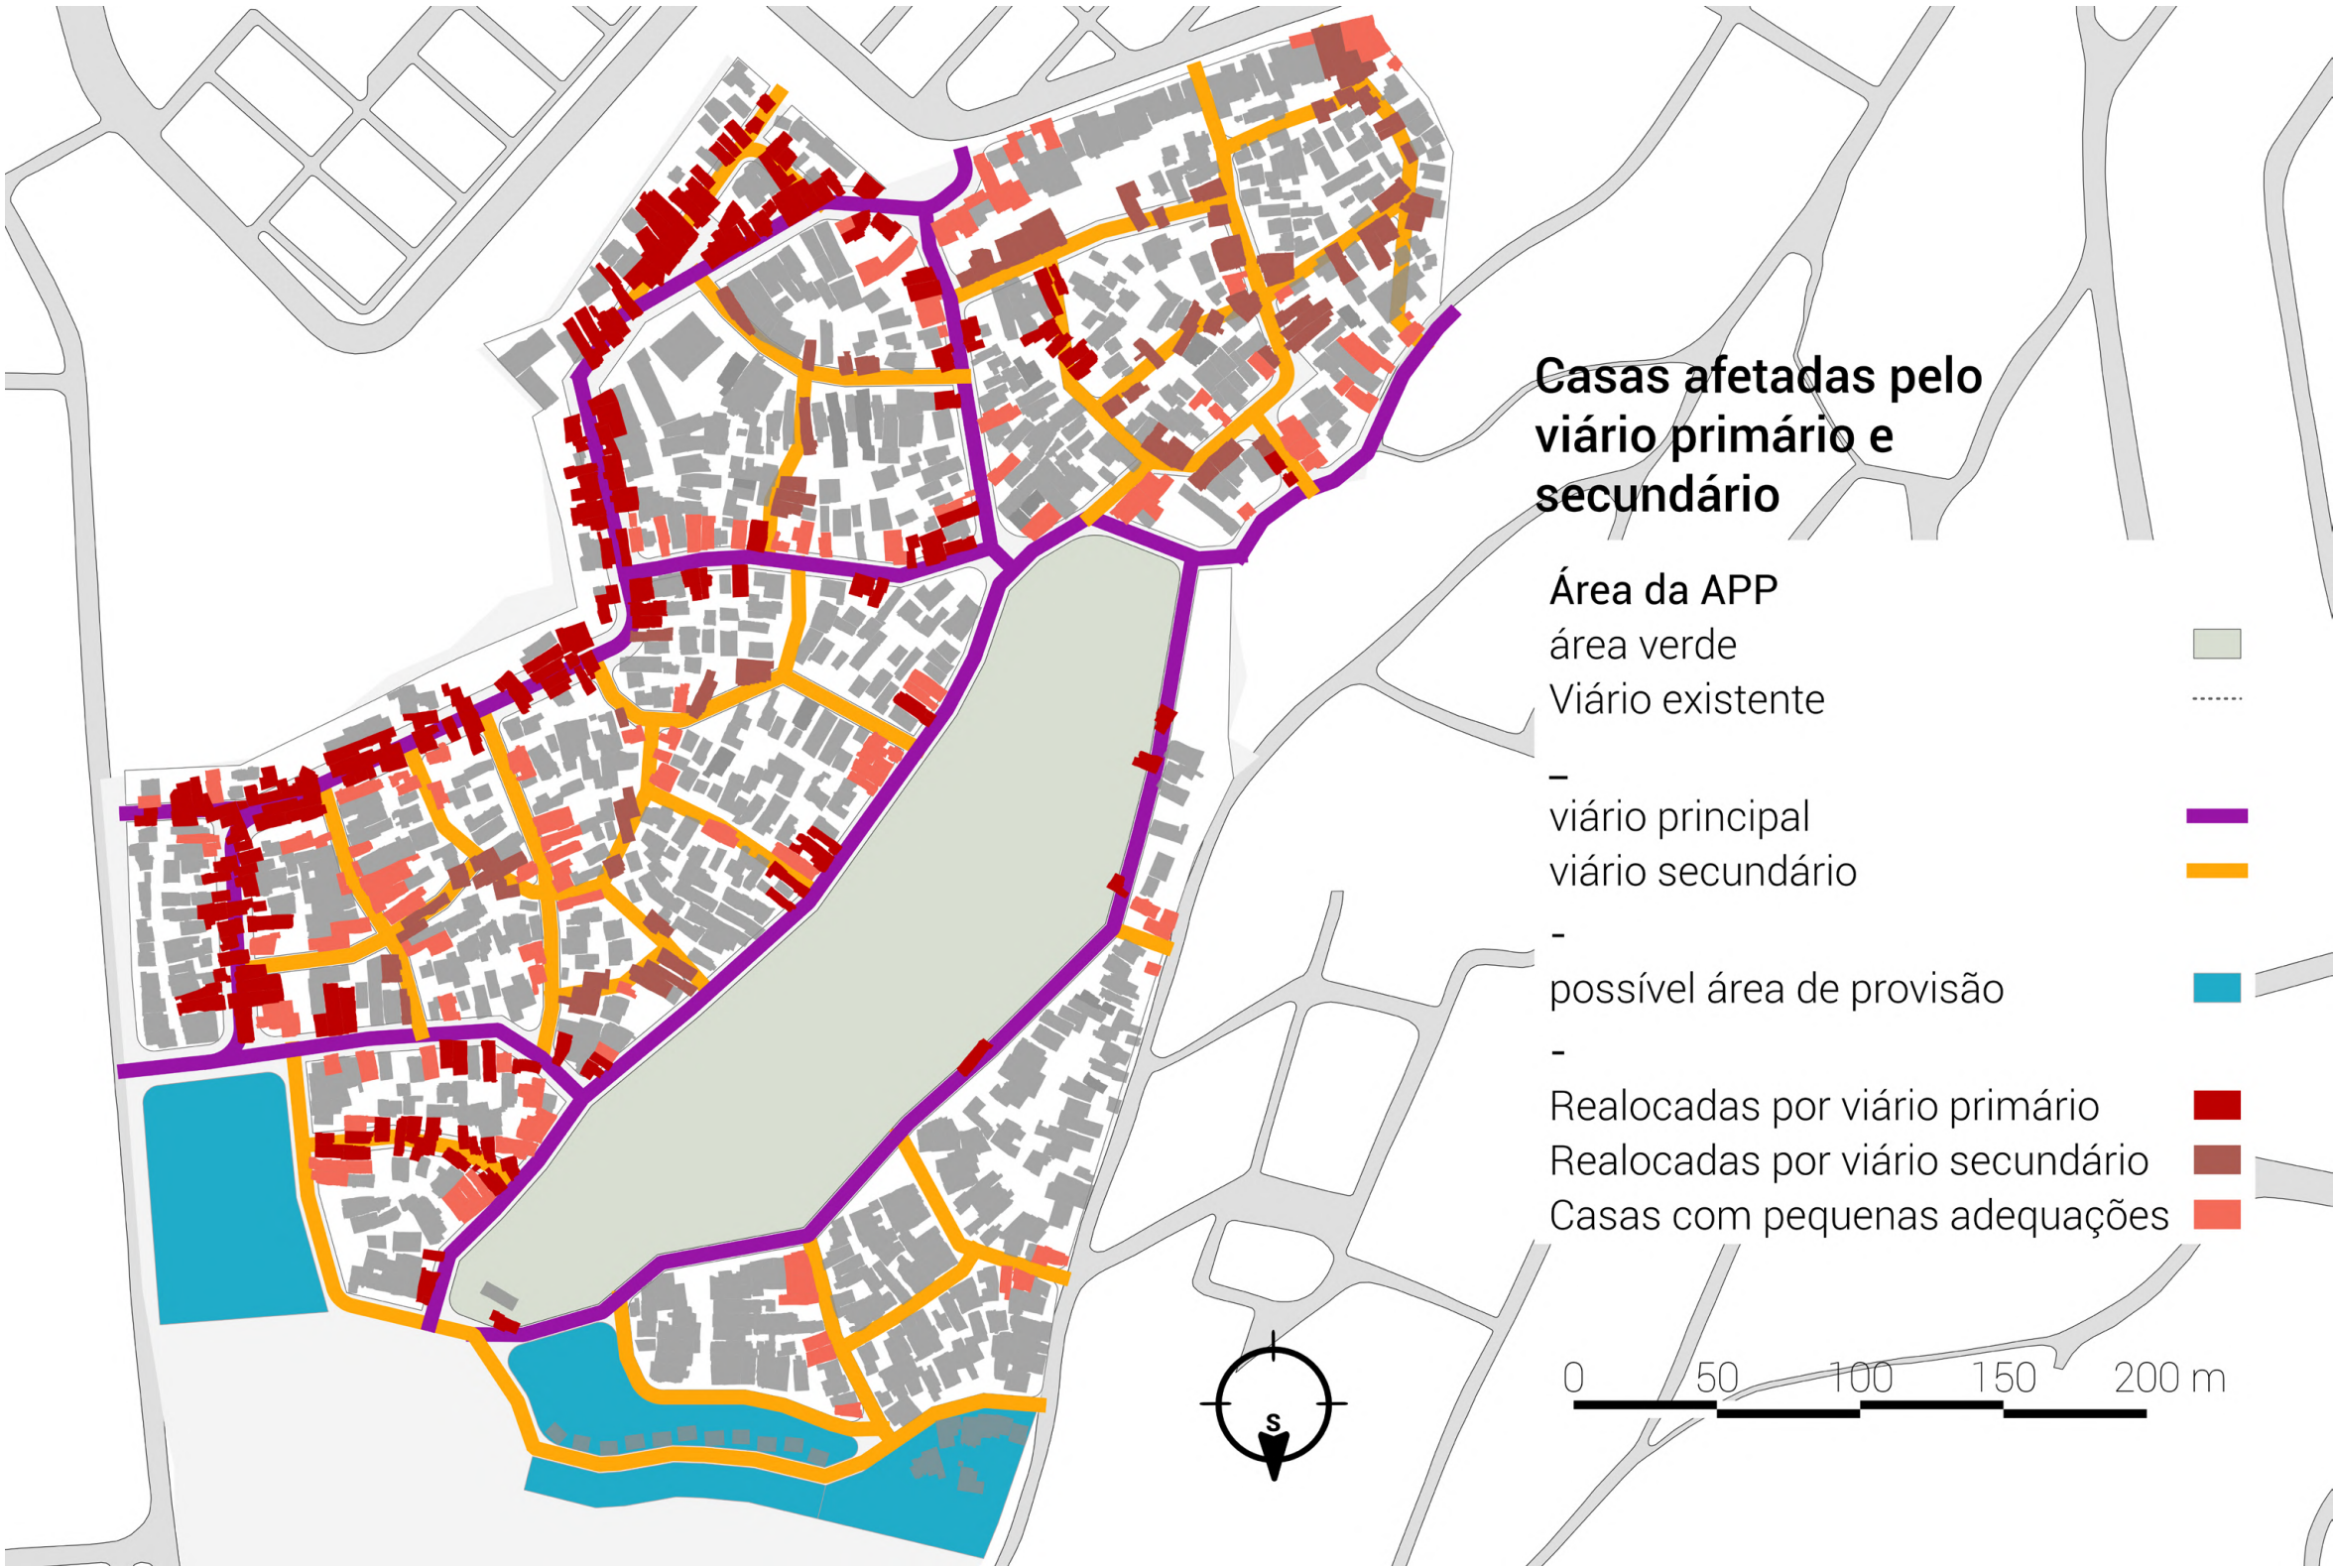 Casas afetadas pelo
viário primário e
secundário
Área da APP
área verde
Viário existente
–
viário principal
viário secundário
-
possível área de provisão
-
Realocadas por viário primário
Realocadas por viário secundário
Casas com pequenas adequações
0 50 100 150 200 m
S